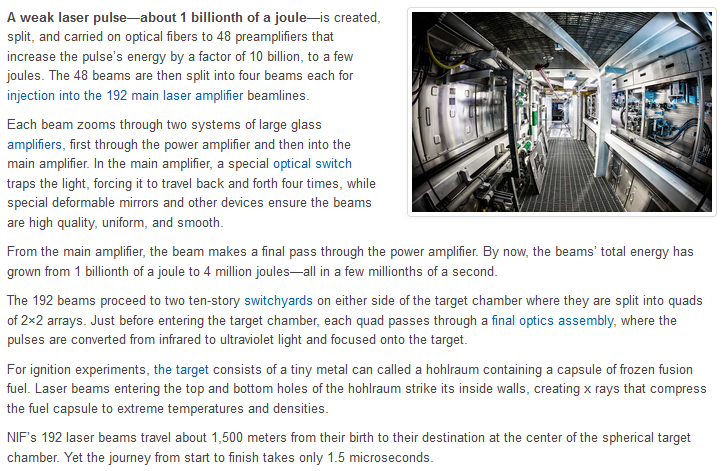 A weak laser pulse—about 1 billionth of a joule—is created,
split, and carried on optical fibers to 48 preamplifiers that
increase the pulse's energy by a factor of 10 billion, to a few
joules. The 48 beams are then split into four beams each for
injection into the 192 main laser amplifier beamlines.
Each beam zooms through two systems of large glass
amplifiers, first through the power amplifier and then into the
main amplifier. In the main amplifier, a special optical switch
traps the light, forcing it to travel back and forth four times, while
special deformable mirrors and other devices ensure the beams
are high quality, uniform, and smooth.
From the main amplifier, the beam makes a final pass through the power amplifier. By now, the beams' total energy has
grown from 1 billionth of a joule to 4 million joules—all in a few millionths of a second.
The 192 beams proceed to two ten-story switchyards on either side of the target chamber where they are split into quads
of 2×2 arrays. Just before entering the target chamber, each quad passes through a final optics assembly, where the
pulses are converted from infrared to ultraviolet light and focused onto the target.
For ignition experiments, the target consists of a tiny metal can called a hohlraum containing a capsule of frozen fusion
fuel. Laser beams entering the top and bottom holes of the hohlraum strike its inside walls, creating x rays that compress
the fuel capsule to extreme temperatures and densities.
NIF's 192 laser beams travel about 1,500 meters from their birth to their destination at the center of the spherical target
chamber. Yet the journey from start to finish takes only 1.5 microseconds.